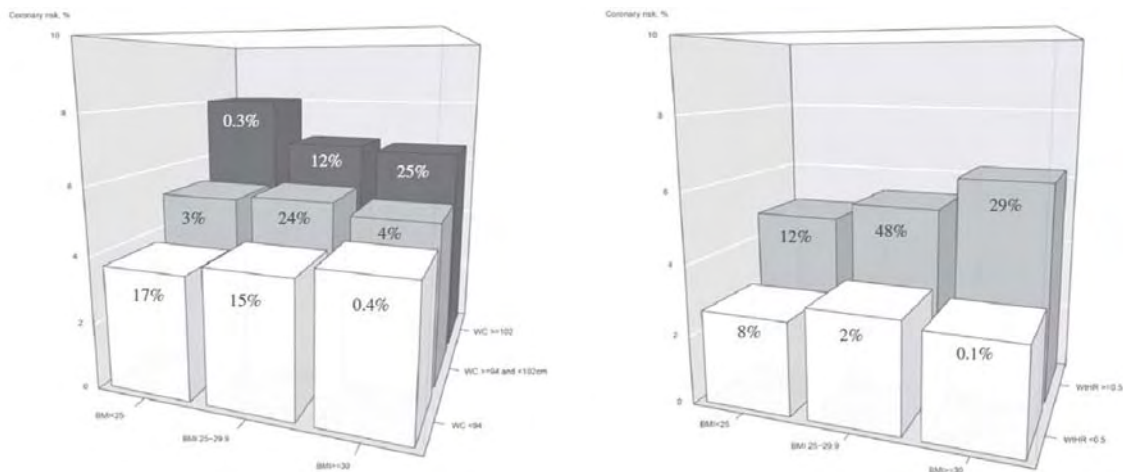 Coronary risk, %
10
8
6
4
2
0
0.3%
12%
25%
3%
24%
4%
17%
15%
0.4%
WC >=102
WC >=94 and <102cm
WC <94
BMI<25
BMI 25-29.9
BMI>=30
Coronary risk, %
10
8
6
4
2
0
12%
48%
29%
8%
2%
0.1%
WtHR >=0.5
WtHR <0.5
BMI<25
BMI 25-29.9
BMI>=30